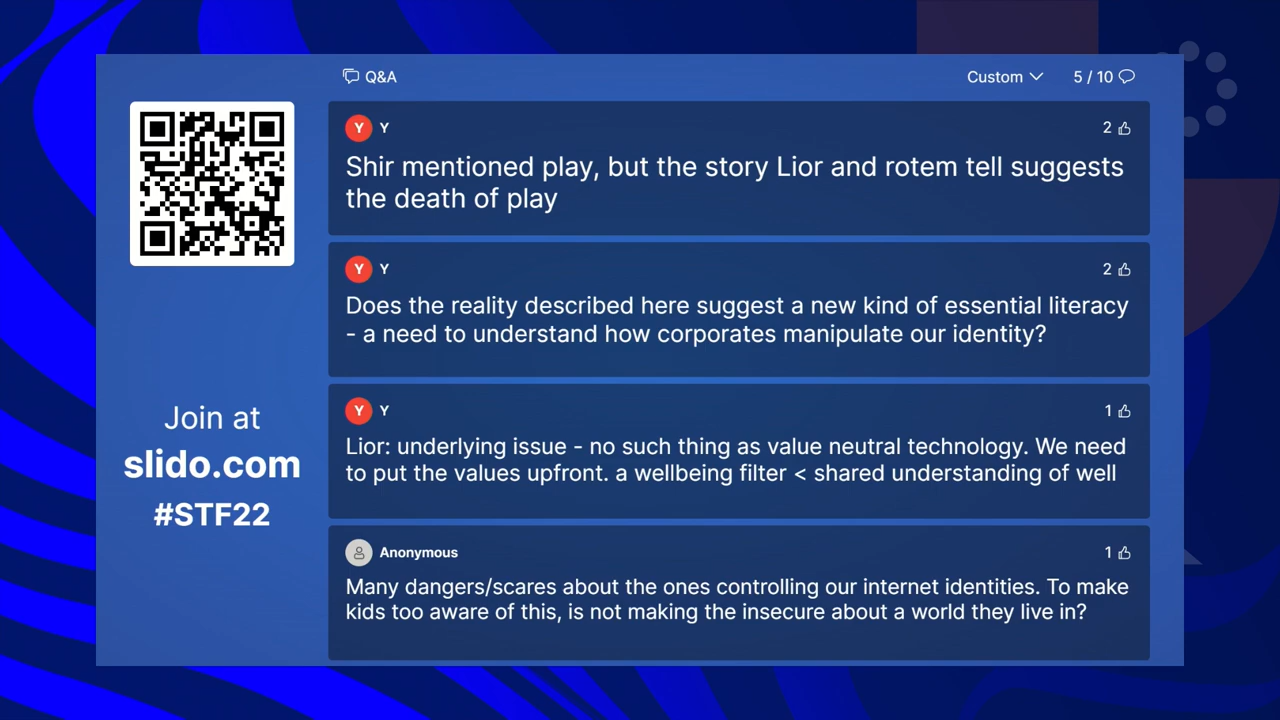 Q&A
Custom
5 / 10
Y Y
2
Shir mentioned play, but the story Lior and rotem tell suggests
the death of play
Y Y
2
Does the reality described here suggest a new kind of essential literacy
- a need to understand how corporates manipulate our identity?
Y Y
1
Lior: underlying issue - no such thing as value neutral technology. We need
to put the values upfront. a wellbeing filter < shared understanding of well
Anonymous
1
Many dangers/scares about the ones controlling our internet identities. To make
kids too aware of this, is not making the insecure about a world they live in?
Join at
slido.com
#STF22